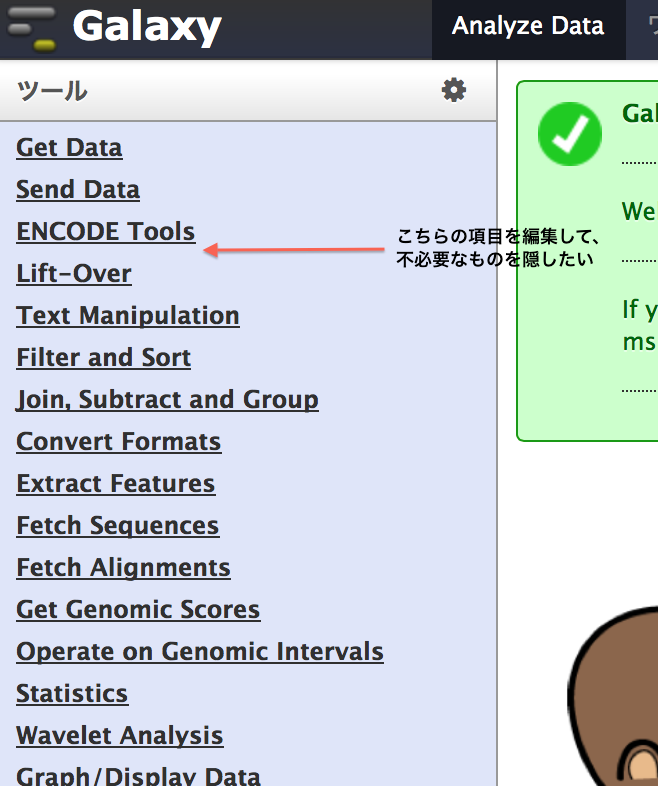 Galaxy
Analyze Data
ツール
Get Data
Send Data
ENCODE Tools
Lift-Over
Text Manipulation
Filter and Sort
Join, Subtract and Group
Convert Formats
Extract Features
Fetch Sequences
Fetch Alignments
Get Genomic Scores
Operate on Genomic Intervals
Statistics
Wavelet Analysis
Graph/Display Data
こちらの項目を編集して、
不必要なものを隠したい
Gal
We
If y
ms